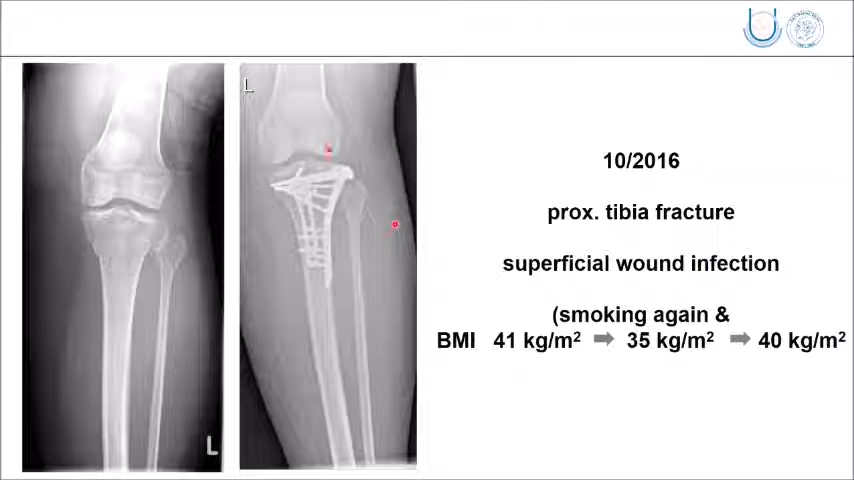 L
L
10/2016
prox. tibia fracture
superficial wound infection
(smoking again &
BMI 41 kg/m² → 35 kg/m² → 40 kg/m²